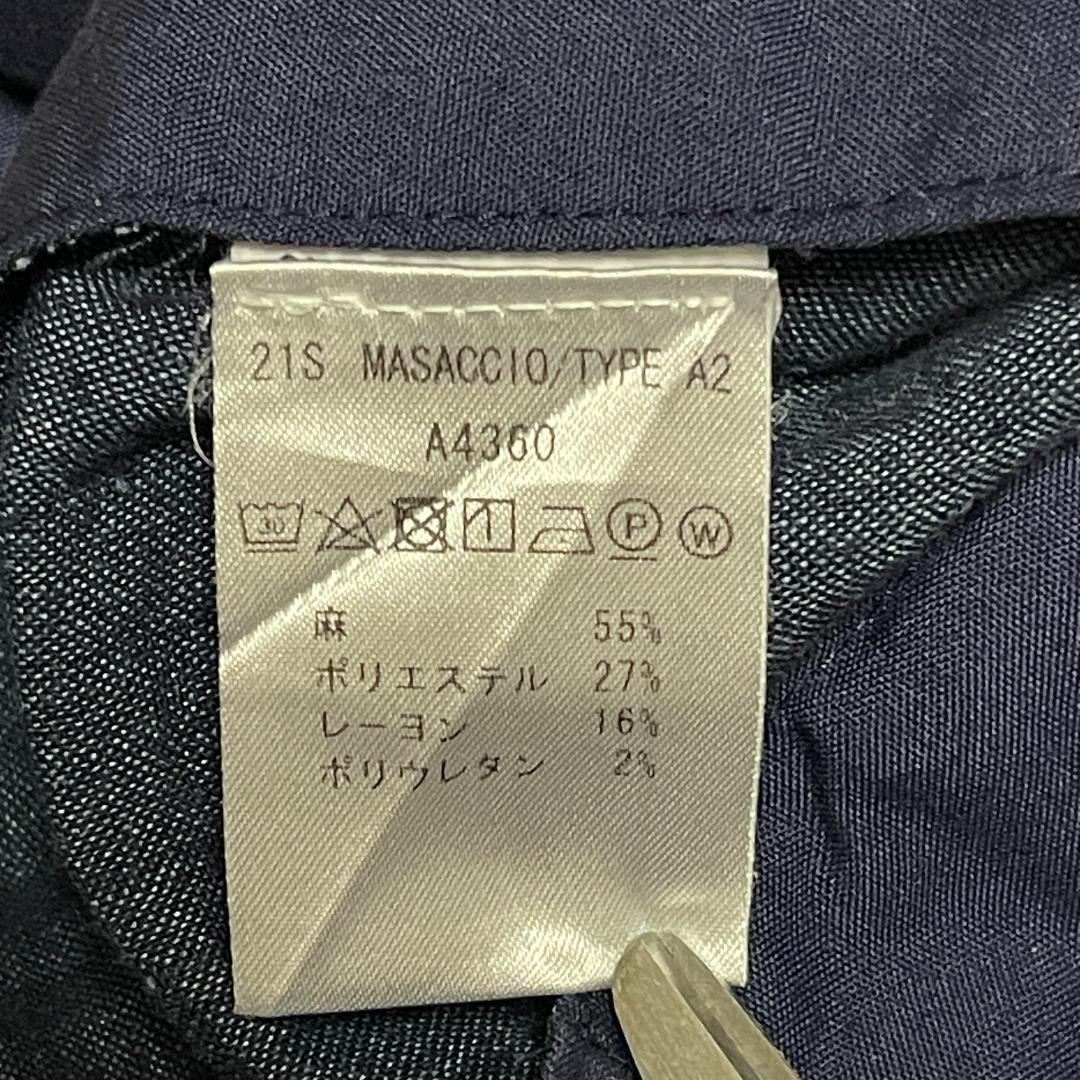 21S MASACCIO/TYPE A2
A4360
30 P W
麻 55%
ポリエステル 27%
レーヨン 16%
ポリウレタン 2%